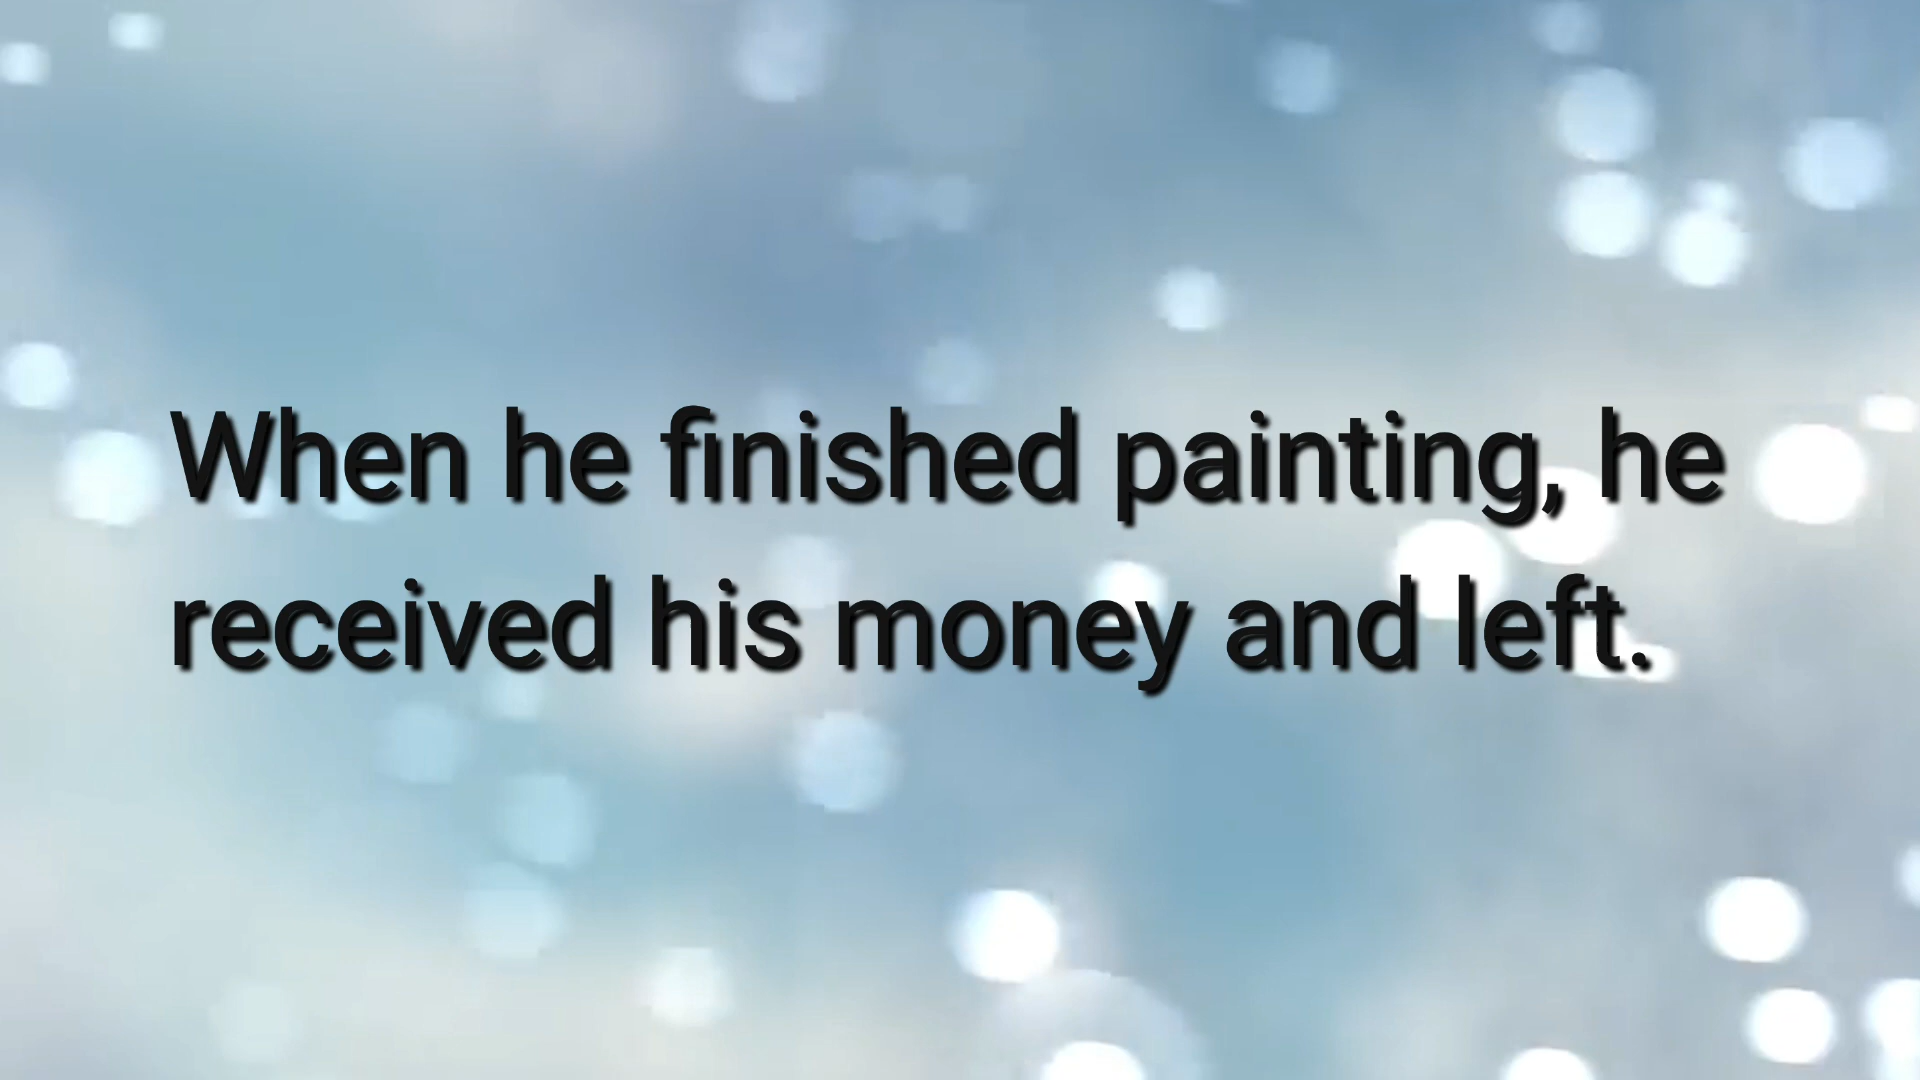 When he finished painting, he
received his money and left.